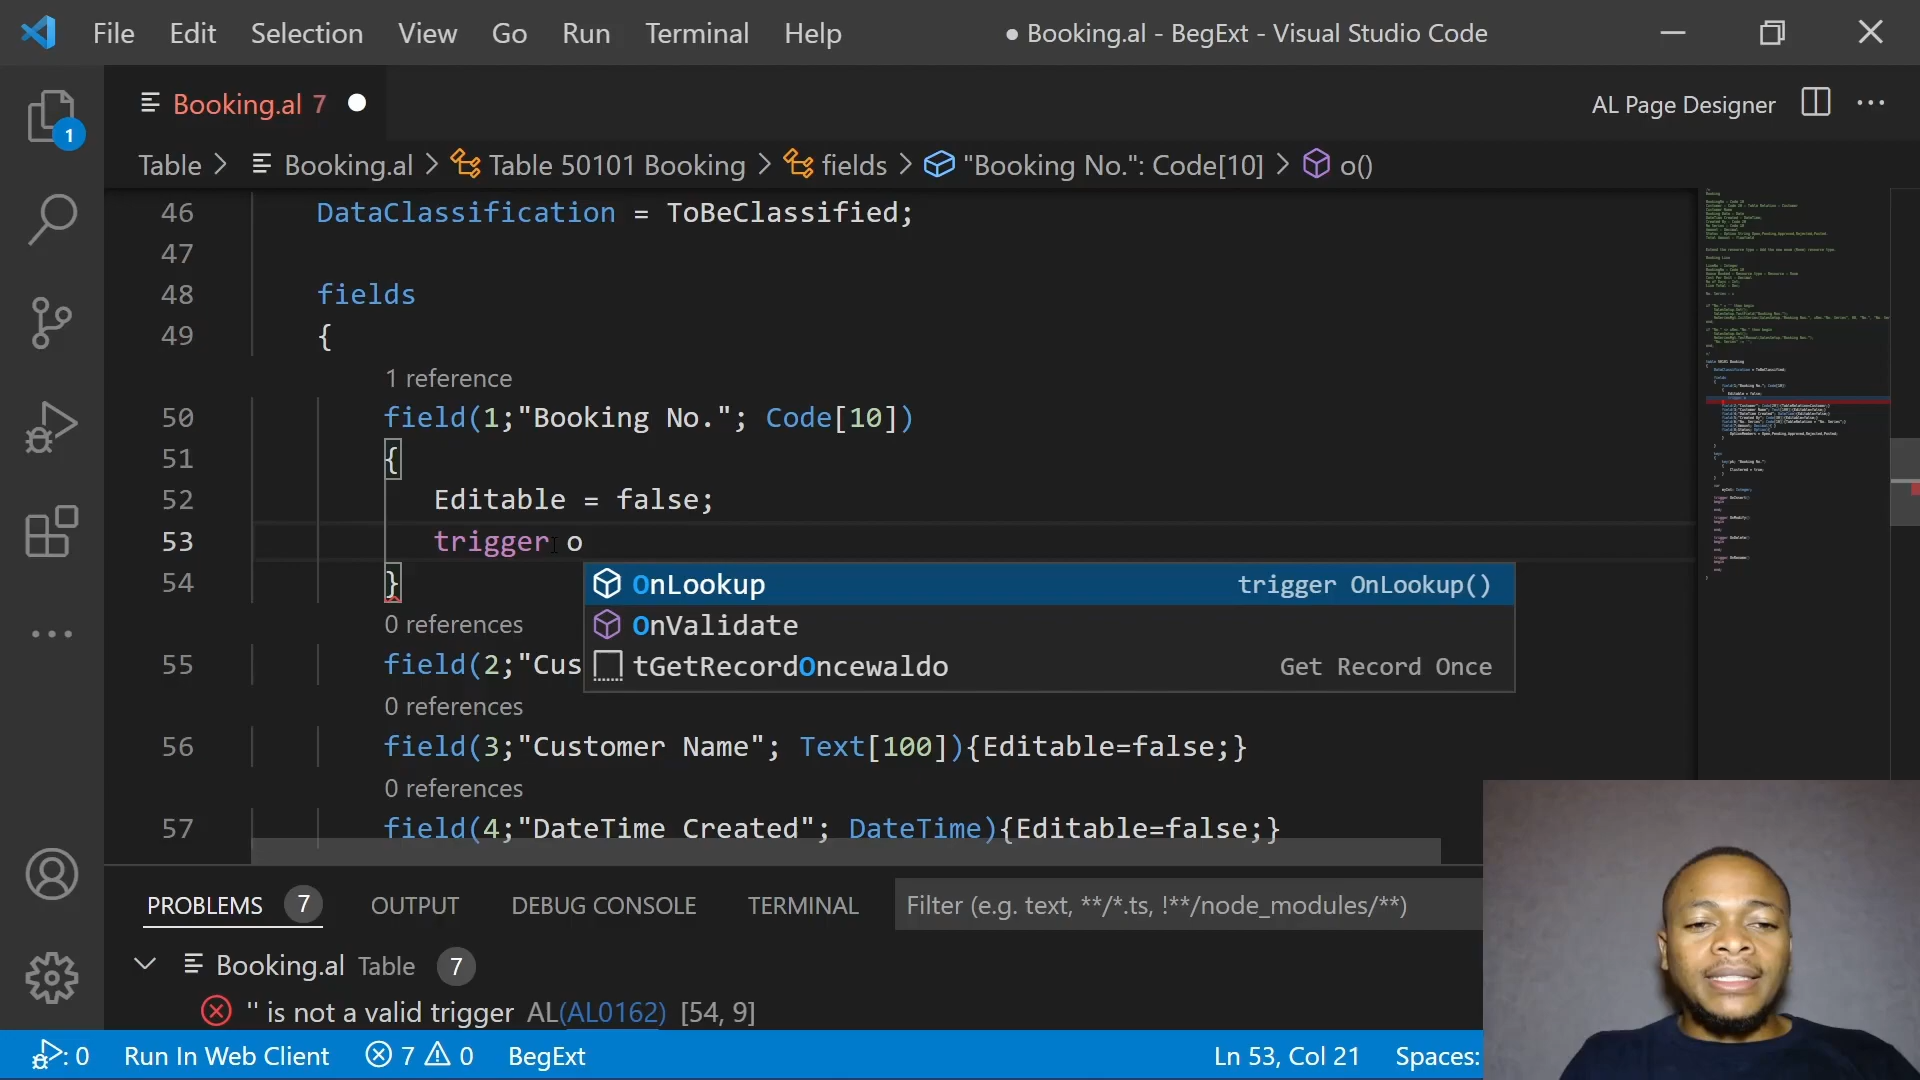 File Edit Selection View Go Run Terminal Help ● Booking.al - BegExt - Visual Studio Code
1
Booking.al 7 ●
AL Page Designer
Table > Booking.al > Table 50101 Booking > fields > "Booking No.": Code[10] > o()
46 DataClassification = ToBeClassified;
47
48 fields
49 {
1 reference
50 field(1;"Booking No."; Code[10])
51 {
52 Editable = false;
53 trigger o
54 }
OnLookup trigger OnLookup()
OnValidate
tGetRecordOncewaldo Get Record Once
0 references
55 field(2;"Cus
0 references
56 field(3;"Customer Name"; Text[100]){Editable=false;}
0 references
57 field(4;"DateTime Created"; DateTime){Editable=false;}
PROBLEMS 7 OUTPUT DEBUG CONSOLE TERMINAL Filter (e.g. text, **/*.ts, !**/node_modules/**)
Booking.al Table 7
'' is not a valid trigger AL(AL0162) [54, 9]
: 0 Run In Web Client 7 0 BegExt Ln 53, Col 21 Spaces: